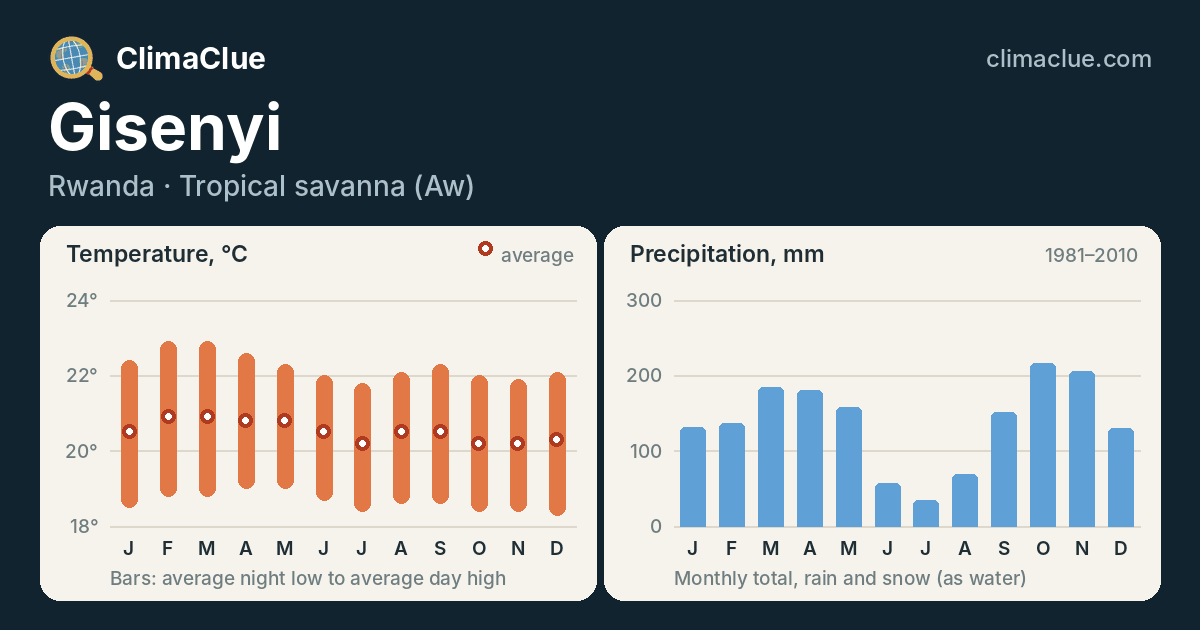 ClimaClue
climaclue.com
Gisenyi
Rwanda · Tropical savanna (Aw)
Temperature, °C
average
24°
22°
20°
18°
J F M A M J J A S O N D
Bars: average night low to average day high
Precipitation, mm
1981–2010
300
200
100
0
J F M A M J J A S O N D
Monthly total, rain and snow (as water)